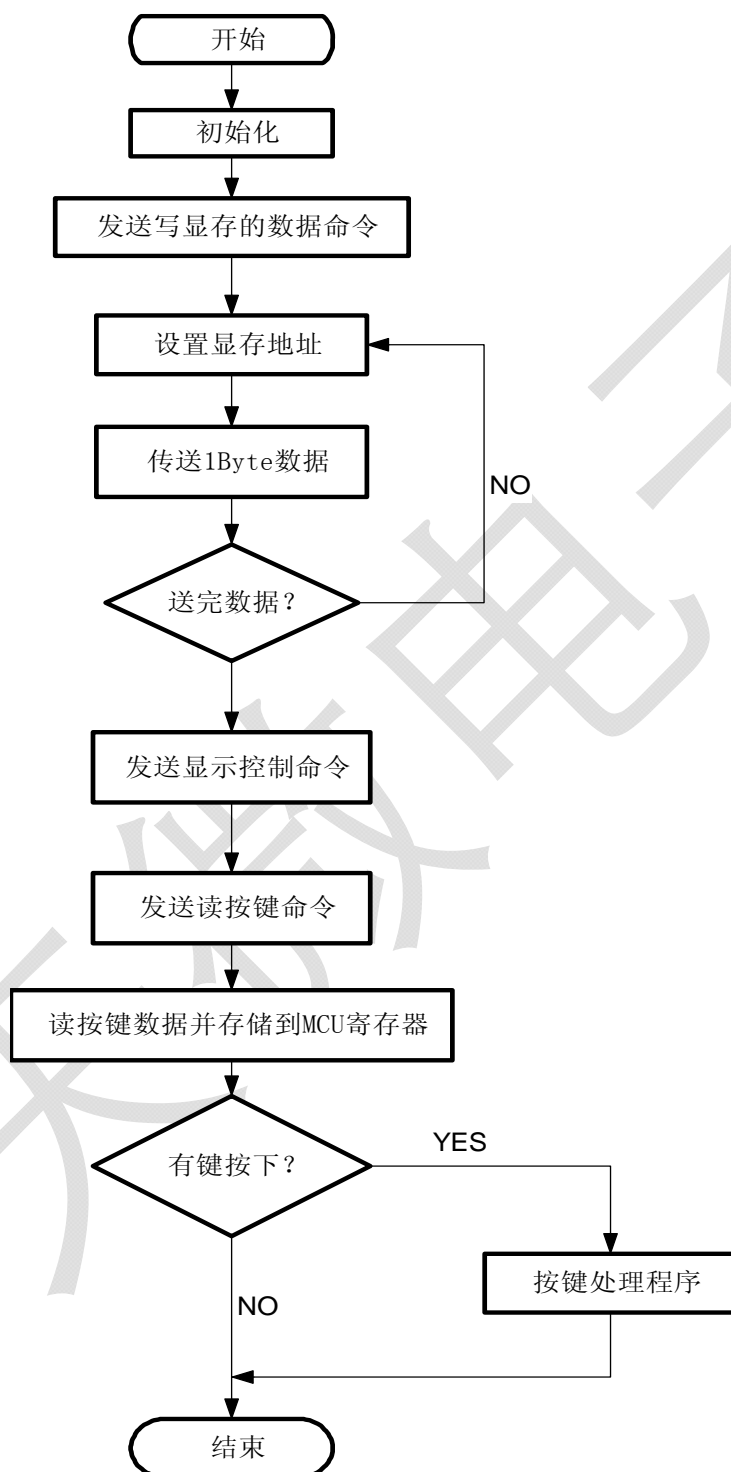 开始
初始化
发送写显存的数据命令
设置显存地址
传送1Byte数据
NO
送完数据?
发送显示控制命令
发送读按键命令
读按键数据并存储到MCU寄存器
YES
有键按下?
按键处理程序
NO
结束
天微电子